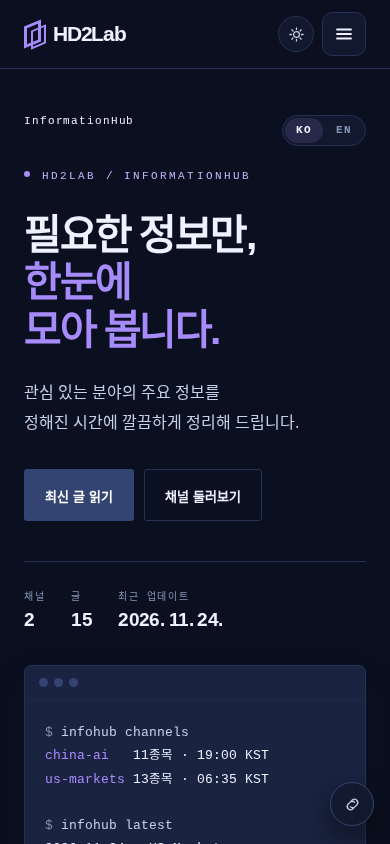 HD2Lab
InformationHub
KO EN
HD2LAB / INFORMATIONHUB
필요한 정보만,
한눈에
모아 봅니다.
관심 있는 분야의 주요 정보를
정해진 시간에 깔끔하게 정리해 드립니다.
최신 글 읽기 채널 둘러보기
채널 글 최근 업데이트
2 15 2026. 11. 24.
$ infohub channels
china-ai 11종목 · 19:00 KST
us-markets 13종목 · 06:35 KST
$ infohub latest